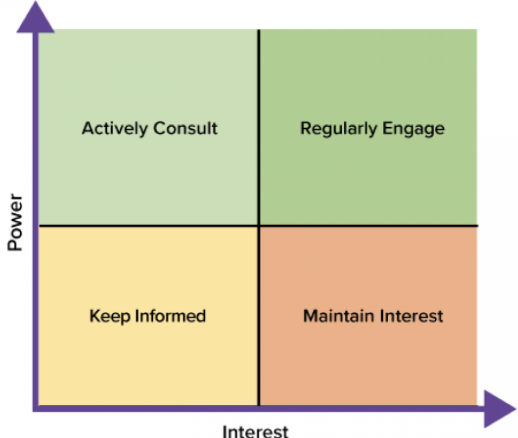 Actively Consult
Regularly Engage
Power
Keep Informed
Maintain Interest
Interest